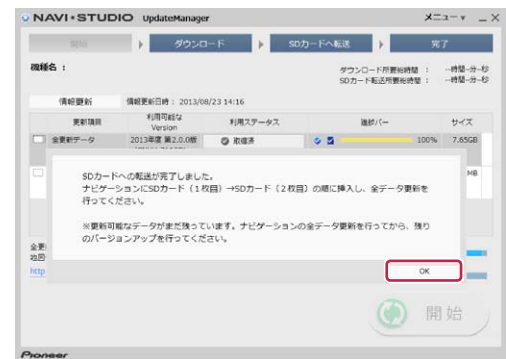 NAVI・STUDIO UpdateManager
メニュー
ダウンロード
SDカードへ転送
完了
機種名 :
ダウンロード所要総時間 : --時間-分-秒
SDカード転送所要総時間 : --時間-分-秒
情報更新
情報更新日時 : 2013/08/23 14:16
更新項目
利用可能な
Version
利用ステータス
進捗バー
サイズ
全更新データ
2013年度 第2.0.0版
取得済
100%
7.65GB
MB
SDカードへの転送が完了しました。
ナビゲーションにSDカード（1枚目）→SDカード（2枚目）の順に挿入し、全データ更新を
行ってください。
※更新可能なデータがまだ残っています。ナビゲーションの全データ更新を行ってから、残り
のバージョンアップを行ってください。
OK
全更
地図
http
開始
Pioneer